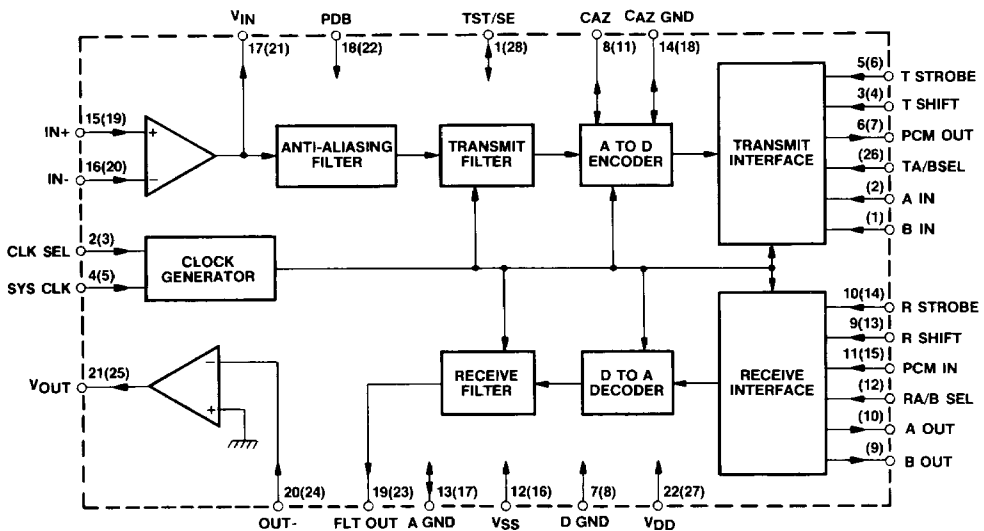 VIN
PDB
TST/SE
CAZ
CAZ GND
17(21)
18(22)
1(28)
8(11)
14(18)
5(6)
T STROBE
3(4)
T SHIFT
15(19)
IN+
+
ANTI-ALIASING
FILTER
TRANSMIT
FILTER
A TO D
ENCODER
TRANSMIT
INTERFACE
6(7)
PCM OUT
16(20)
IN-
−
(26)
TA/BSEL
(2)
A IN
(1)
B IN
CLK SEL
2(3)
CLOCK
GENERATOR
SYS CLK
4(5)
10(14)
R STROBE
9(13)
R SHIFT
21(25)
VOUT
−
+
RECEIVE
FILTER
D TO A
DECODER
RECEIVE
INTERFACE
11(15)
PCM IN
(12)
RA/B SEL
(10)
A OUT
(9)
B OUT
20(24)
19(23)
13(17)
12(16)
7(8)
22(27)
OUT-
FLT OUT
A GND
VSS
D GND
VDD